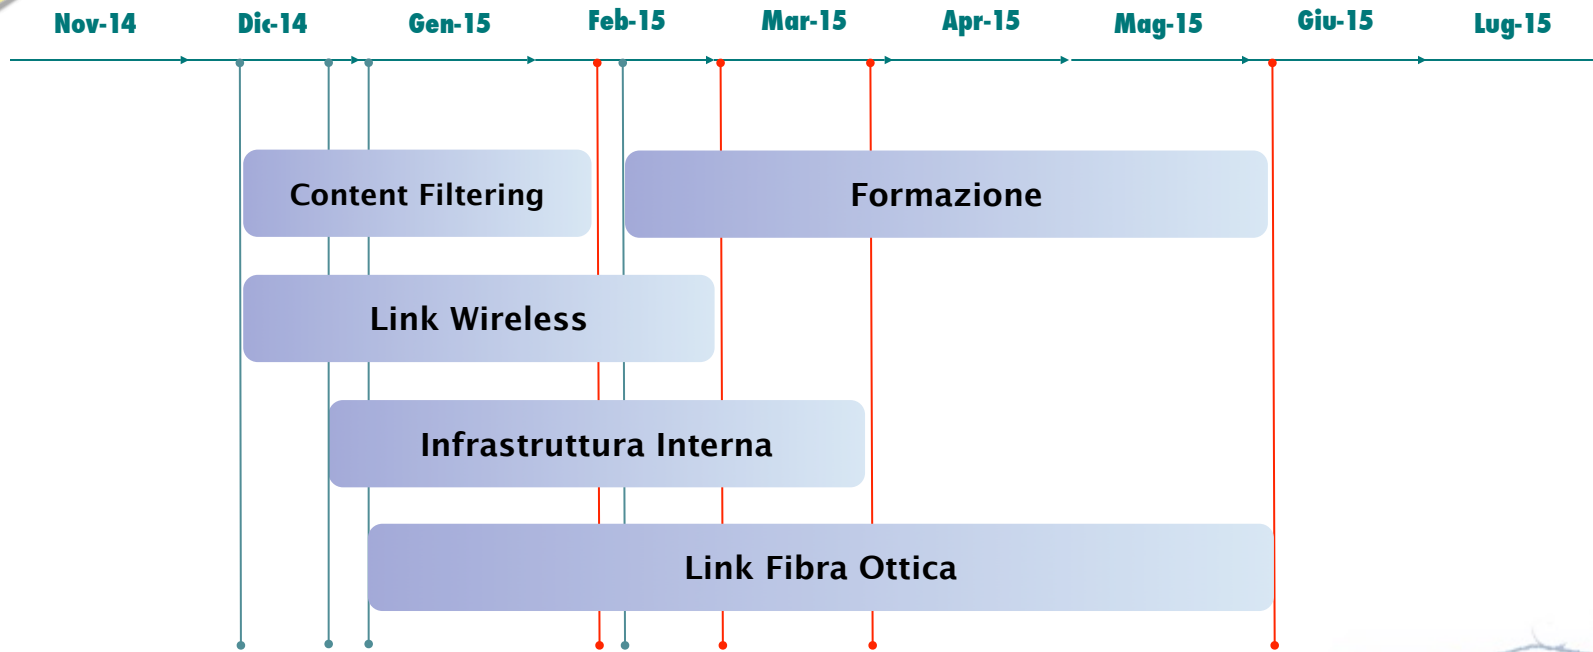 Nov-14 Dic-14 Gen-15 Feb-15 Mar-15 Apr-15 Mag-15 Giu-15 Lug-15
Content Filtering
Formazione
Link Wireless
Infrastruttura Interna
Link Fibra Ottica